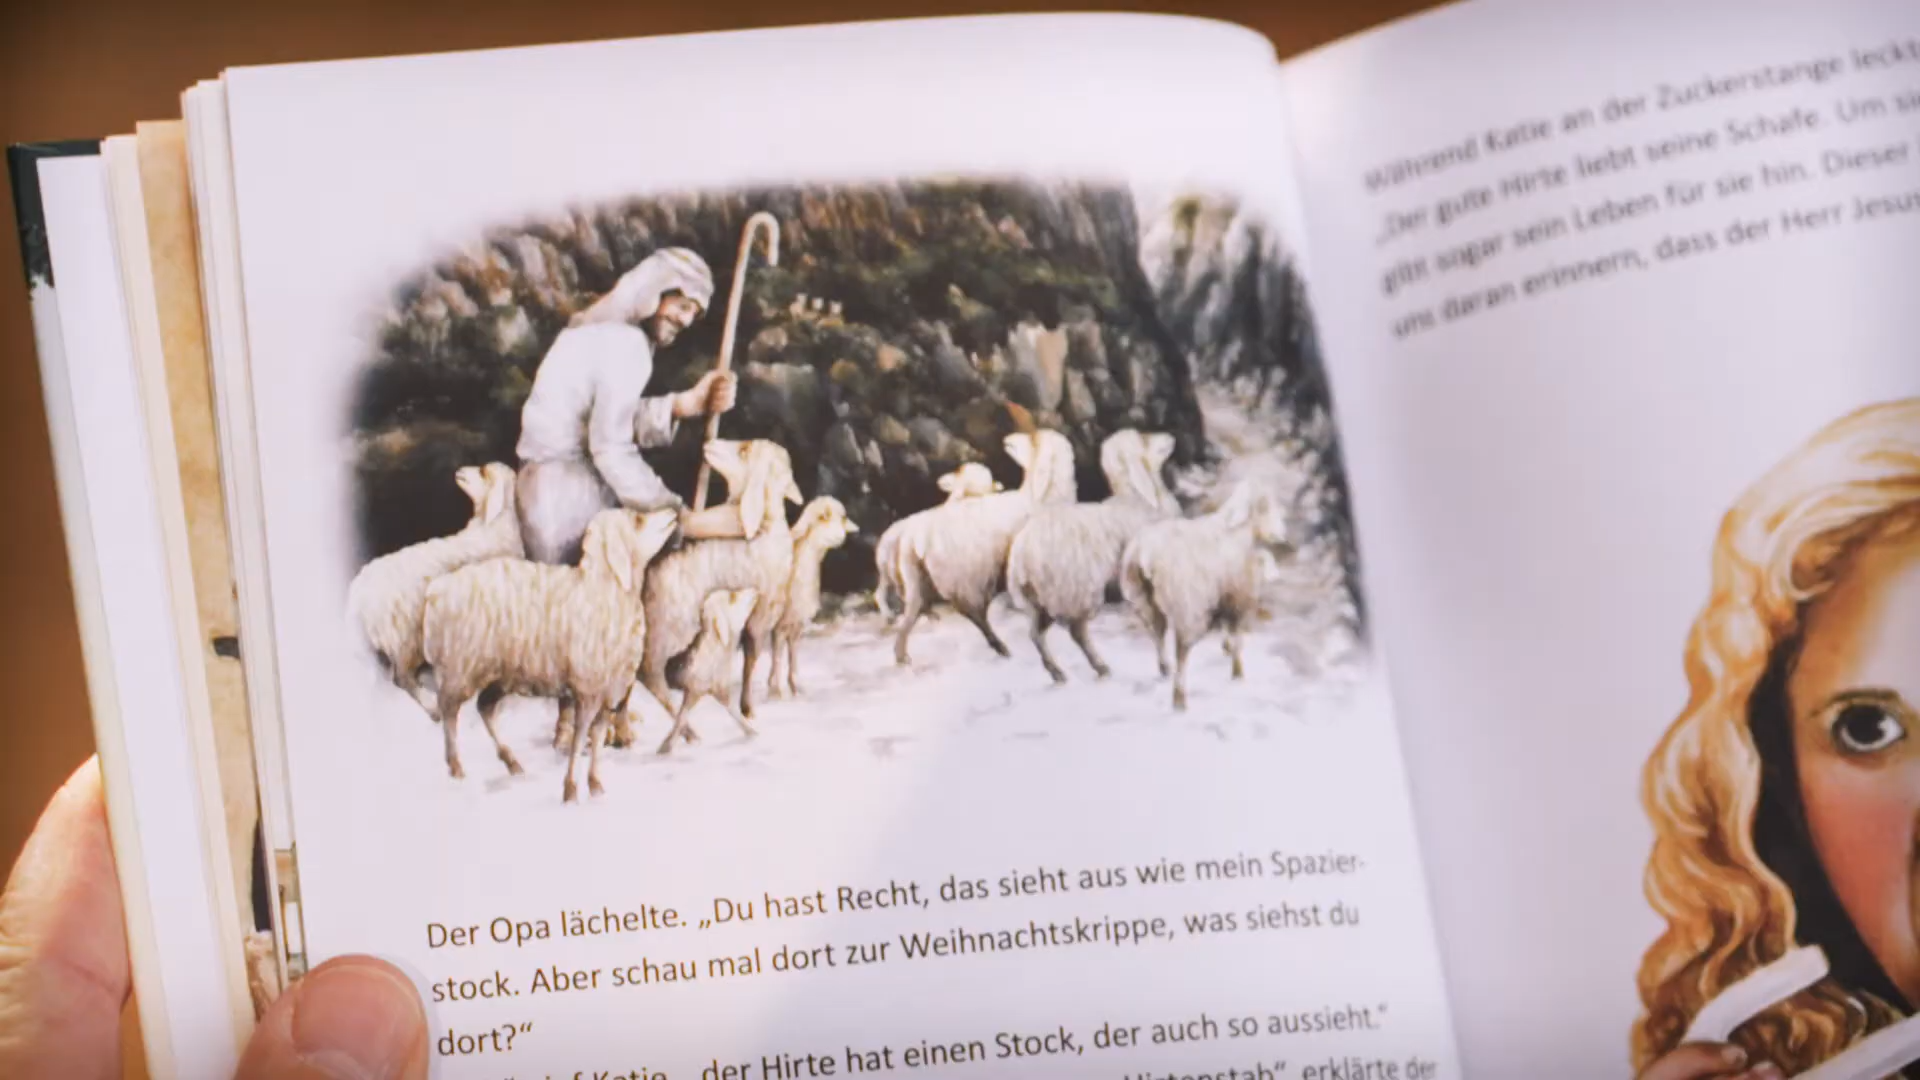 Der Opa lächelte. „Du hast Recht, das sieht aus wie mein Spazier-
stock. Aber schau mal dort zur Weihnachtskrippe, was siehst du
dort?“
Katie, der Hirte hat einen Stock, der auch so aussieht.“
Hirtenstab“, erklärte der
Während Katie an der Zuckerstange leckt
„Der gute Hirte liebt seine Schafe. Um
gibt sogar sein Leben für sie hin. Dieser
uns daran erinnern, dass der Herr Jesus